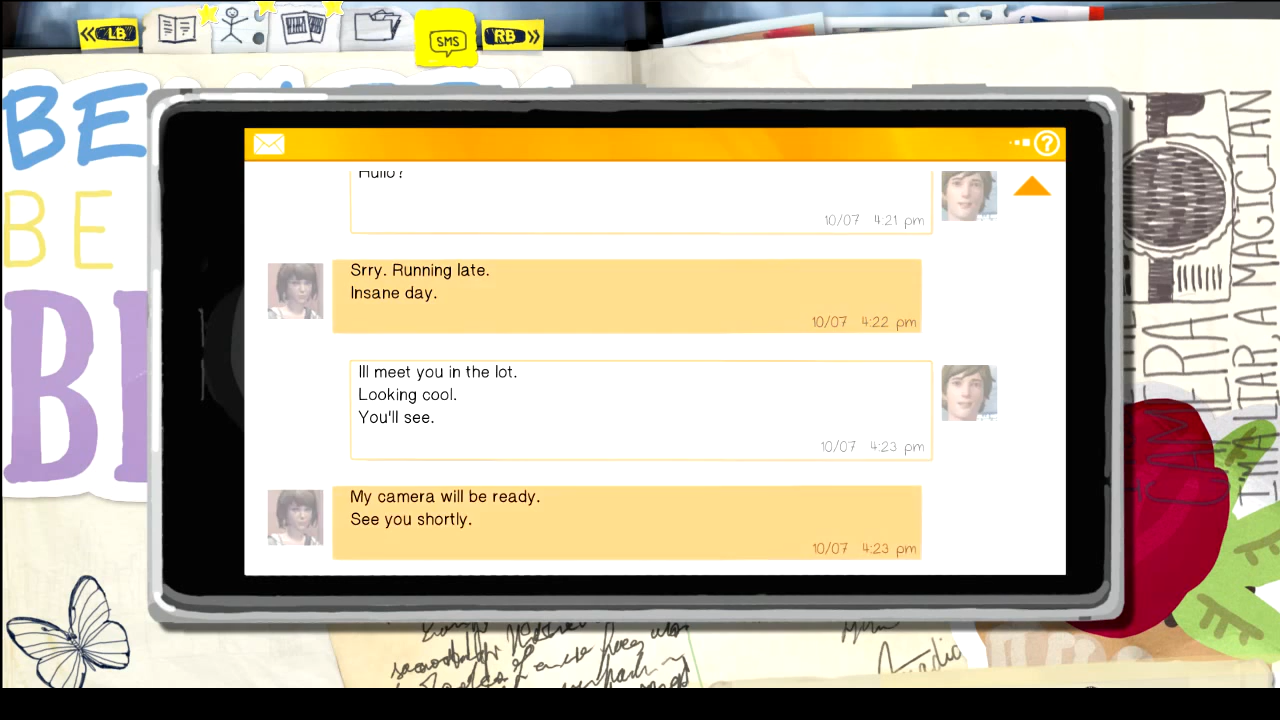 LB
SMS
RB
BE
BE
?
Hullo?
10/07 4:21 pm
Srry. Running late.
Insane day.
10/07 4:22 pm
Ill meet you in the lot.
Looking cool.
You'll see.
10/07 4:23 pm
My camera will be ready.
See you shortly.
10/07 4:23 pm
CAMERA
I'M A LIAR, A MAGICIAN